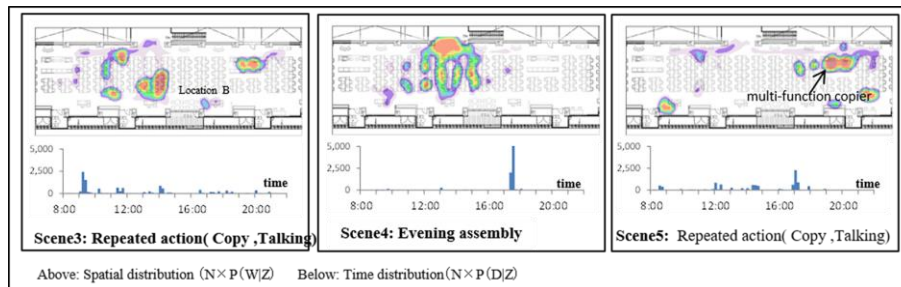 Location B
multi-function copier
5,000
2,500
0
time
8:00 12:00 16:00 20:00
Scene3: Repeated action( Copy ,Talking)
5,000
2,500
0
time
8:00 12:00 16:00 20:00
Scene4: Evening assembly
5,000
2,500
0
time
8:00 12:00 16:00 20:00
Scene5: Repeated action( Copy ,Talking)
Above: Spatial distribution (N×P(W|Z) Below: Time distribution(N×P(D|Z)